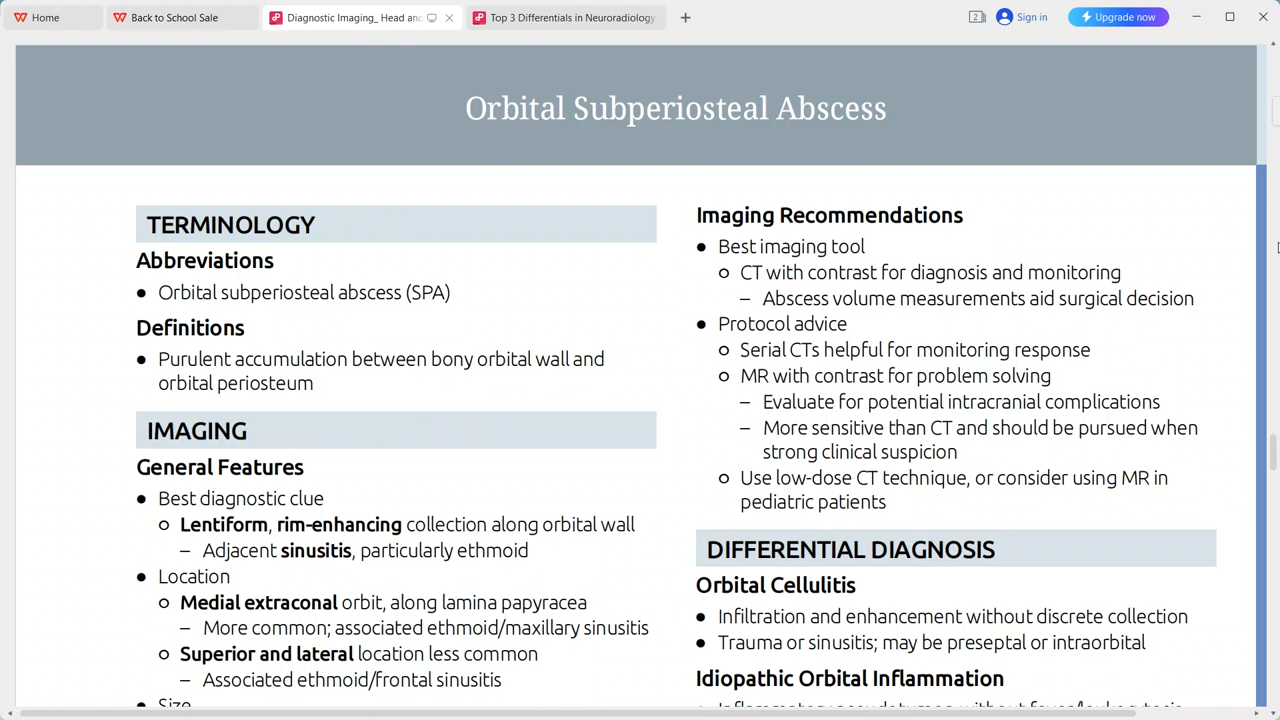 Home
Back to School Sale
Diagnostic Imaging_ Head an
Top 3 Differentials in Neuroradiology
2
Sign in
Upgrade now
Orbital Subperiosteal Abscess
TERMINOLOGY
Abbreviations
● Orbital subperiosteal abscess (SPA)
Definitions
● Purulent accumulation between bony orbital wall and
orbital periosteum
IMAGING
General Features
● Best diagnostic clue
○ Lentiform, rim-enhancing collection along orbital wall
– Adjacent sinusitis, particularly ethmoid
● Location
○ Medial extraconal orbit, along lamina papyracea
– More common; associated ethmoid/maxillary sinusitis
○ Superior and lateral location less common
– Associated ethmoid/frontal sinusitis
● Size
Imaging Recommendations
● Best imaging tool
○ CT with contrast for diagnosis and monitoring
– Abscess volume measurements aid surgical decision
● Protocol advice
○ Serial CTs helpful for monitoring response
○ MR with contrast for problem solving
– Evaluate for potential intracranial complications
– More sensitive than CT and should be pursued when
strong clinical suspicion
○ Use low-dose CT technique, or consider using MR in
pediatric patients
DIFFERENTIAL DIAGNOSIS
Orbital Cellulitis
● Infiltration and enhancement without discrete collection
● Trauma or sinusitis; may be preseptal or intraorbital
Idiopathic Orbital Inflammation